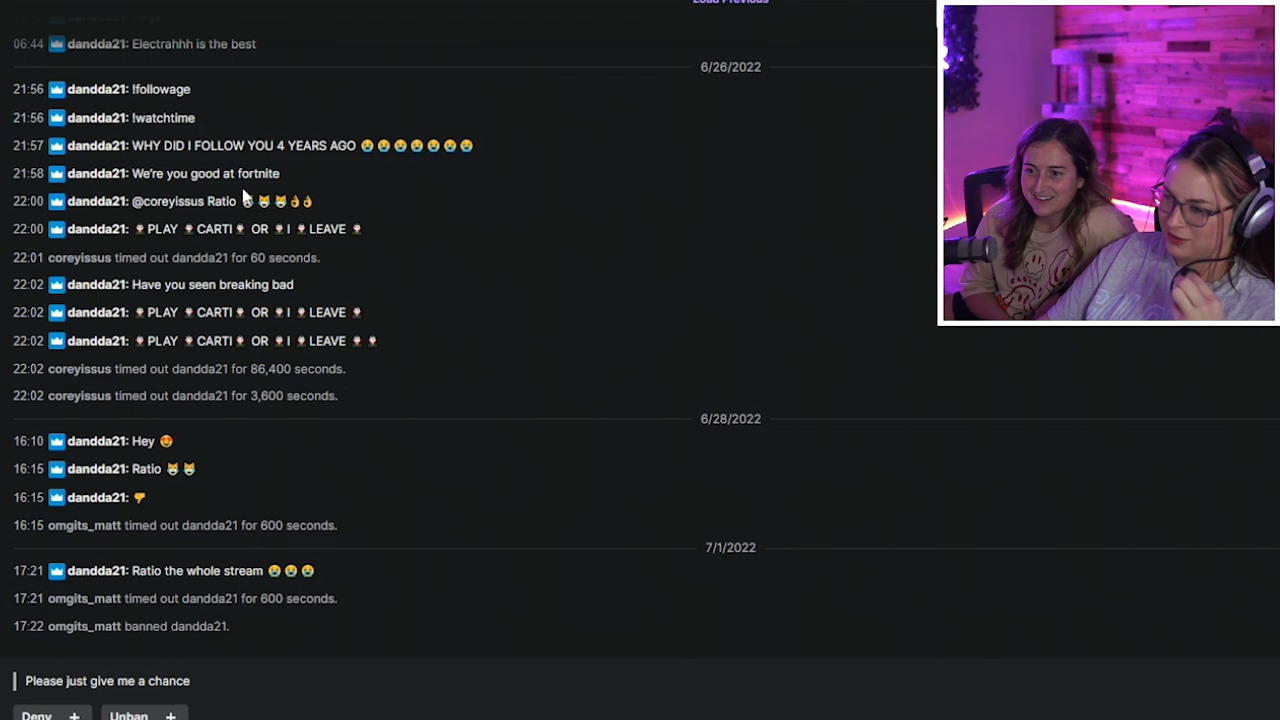 Load Previous
06:44 dandda21: Electrahhh is the best
6/26/2022
21:56 dandda21: !followage
21:56 dandda21: !watchtime
21:57 dandda21: WHY DID I FOLLOW YOU 4 YEARS AGO 😭😭😭😭😭😭😭
21:58 dandda21: We're you good at fortnite
22:00 dandda21: @coreyissus Ratio 😹😹😹👌👌
22:00 dandda21: 🧛🏻PLAY 🧛🏻CARTI🧛🏻 OR 🧛🏻I 🧛🏻LEAVE 🧛🏻
22:01 coreyissus timed out dandda21 for 60 seconds.
22:02 dandda21: Have you seen breaking bad
22:02 dandda21: 🧛🏻PLAY 🧛🏻CARTI🧛🏻 OR 🧛🏻I 🧛🏻LEAVE 🧛🏻
22:02 dandda21: 🧛🏻PLAY 🧛🏻CARTI🧛🏻 OR 🧛🏻I 🧛🏻LEAVE 🧛🏻 🧛🏻
22:02 coreyissus timed out dandda21 for 86,400 seconds.
22:02 coreyissus timed out dandda21 for 3,600 seconds.
6/28/2022
16:10 dandda21: Hey 😍
16:15 dandda21: Ratio 😹 😹
16:15 dandda21: 👎
16:15 omgits_matt timed out dandda21 for 600 seconds.
7/1/2022
17:21 dandda21: Ratio the whole stream 😭 😭 😭
17:21 omgits_matt timed out dandda21 for 600 seconds.
17:22 omgits_matt banned dandda21.
Please just give me a chance
Deny + Unban +